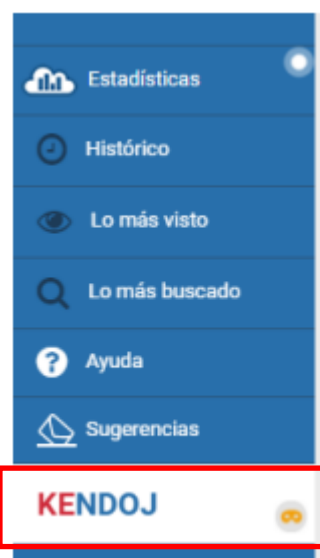 Estadísticas
Histórico
Lo más visto
Lo más buscado
Ayuda
Sugerencias
KENDOJ